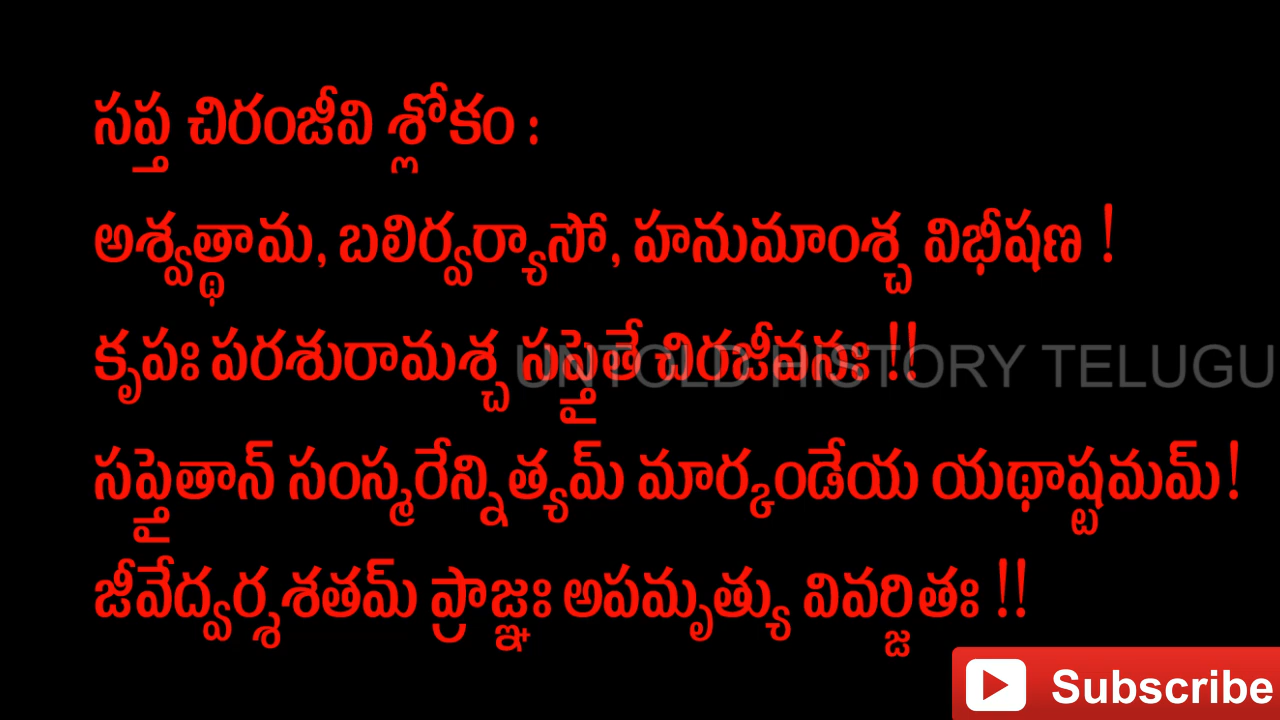 సప్త చిరంజీవి శ్లోకం :
అశ్వత్థామ, బలిర్వర్యాసో, హనుమాంశ్చ విభీషణ !
కృపః పరశురామశ్చ సప్తైతే చిరజీవనః !!
UNTOLD HISTORY TELUGU
సప్తైతాన్ సంస్మరేన్నిత్యమ్ మార్కండేయ యథాష్టమమ్!
జీవేద్వర్శశతమ్ ప్రాజ్ఞః అపమృత్యు వివర్జితః !!
Subscribe